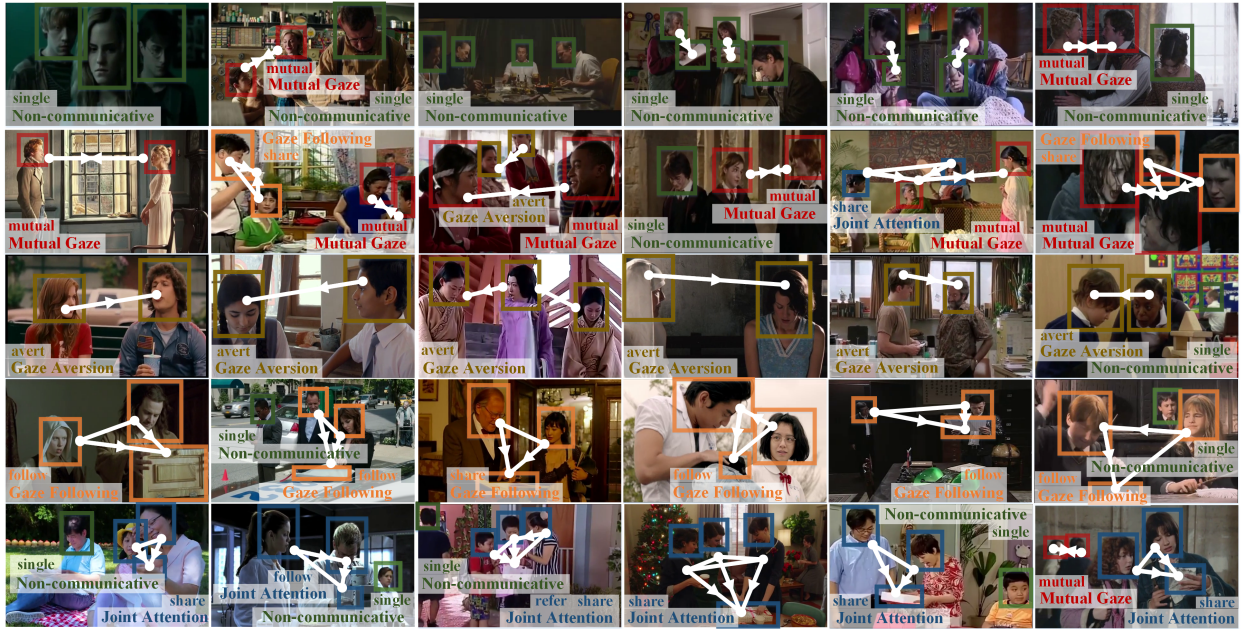 single
Non-communicative
mutual
Mutual Gaze
single
Non-communicative
single
Non-communicative
single
Non-communicative
single
Non-communicative
mutual
Mutual Gaze
single
Non-communicative
mutual
Mutual Gaze
Gaze Following
share
mutual
Mutual Gaze
avert
Gaze Aversion
mutual
Mutual Gaze
mutual
Mutual Gaze
single
Non-communicative
share
Joint Attention
mutual
Mutual Gaze
Gaze Following
share
mutual
Mutual Gaze
avert
Gaze Aversion
avert
Gaze Aversion
avert
Gaze Aversion
avert
Gaze Aversion
avert
Gaze Aversion
avert
Gaze Aversion
single
Non-communicative
follow
Gaze Following
single
Non-communicative
follow
Gaze Following
share
Gaze Following
follow
Gaze Following
follow
Gaze Following
single
Non-communicative
follow
Gaze Following
single
Non-communicative
share
Joint Attention
follow
Joint Attention
single
Non-communicative
single
Non-communicative
refer share
Joint Attention
share
Joint Attention
Non-communicative
single
share
Joint Attention
mutual
Mutual Gaze
share
Joint Attention